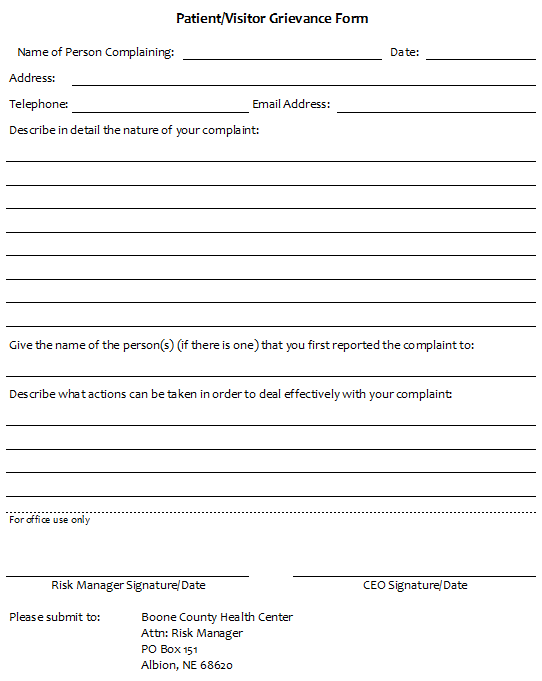 Patient/Visitor Grievance Form
Name of Person Complaining: Date:
Address:
Telephone: Email Address:
Describe in detail the nature of your complaint:
Give the name of the person(s) (if there is one) that you first reported the complaint to:
Describe what actions can be taken in order to deal effectively with your complaint:
For office use only
Risk Manager Signature/Date CEO Signature/Date
Please submit to: Boone County Health Center
Attn: Risk Manager
PO Box 151
Albion, NE 68620